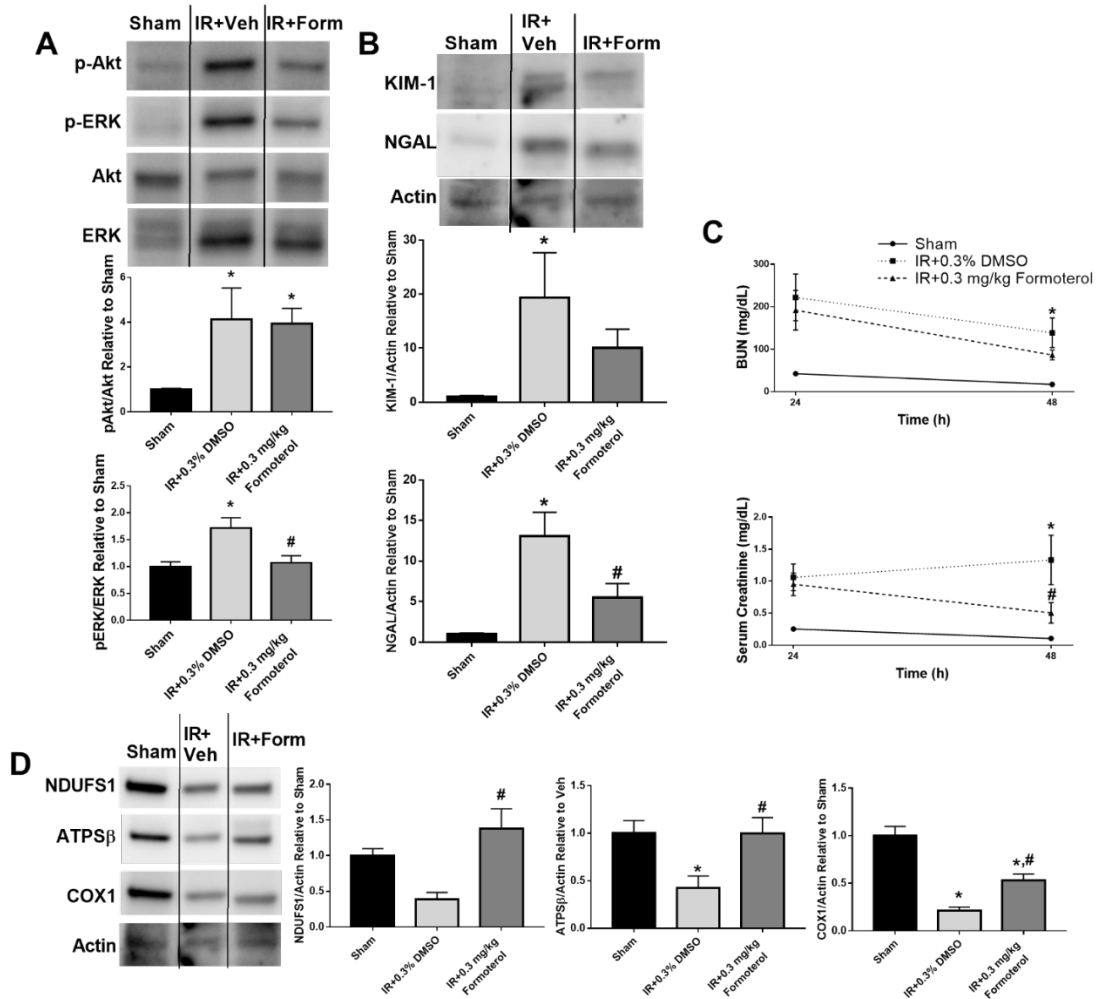 A
Sham IR+Veh IR+Form
p-Akt
p-ERK
Akt
ERK
pAkt/Akt Relative to Sham
6
4
2
0
* *
Sham
IR+0.3% DMSO
IR+0.3 mg/kg
Formoterol
pERK/ERK Relative to Sham
2.5
2.0
1.5
1.0
0.5
0.0
* #
Sham
IR+0.3% DMSO
IR+0.3 mg/kg
Formoterol
B
Sham IR+ Veh IR+Form
KIM-1
NGAL
Actin
KIM-1/Actin Relative to Sham
30
20
10
0
*
Sham
IR+0.3% DMSO
IR+0.3 mg/kg
Formoterol
NGAL/Actin Relative to Sham
20
15
10
5
0
* #
Sham
IR+0.3% DMSO
IR+0.3 mg/kg
Formoterol
C
Sham
IR+0.3% DMSO
IR+0.3 mg/kg Formoterol
BUN (mg/dL)
300
200
100
0
*
24 48
Time (h)
Serum Creatinine (mg/dL)
2.0
1.5
1.0
0.5
0.0
*
#
24 48
Time (h)
D
Sham IR+ Veh IR+Form
NDUFS1
ATPSβ
COX1
Actin
NDUFS1/Actin Relative to Sham
2.0
1.5
1.0
0.5
0.0
#
Sham
IR+0.3% DMSO
IR+0.3 mg/kg
Formoterol
ATPSβ/Actin Relative to Veh
1.5
1.0
0.5
0.0
* #
Sham
IR+0.3% DMSO
IR+0.3 mg/kg
Formoterol
COX1/Actin Relative to Sham
1.5
1.0
0.5
0.0
* *,#
Sham
IR+0.3% DMSO
IR+0.3 mg/kg
Formoterol